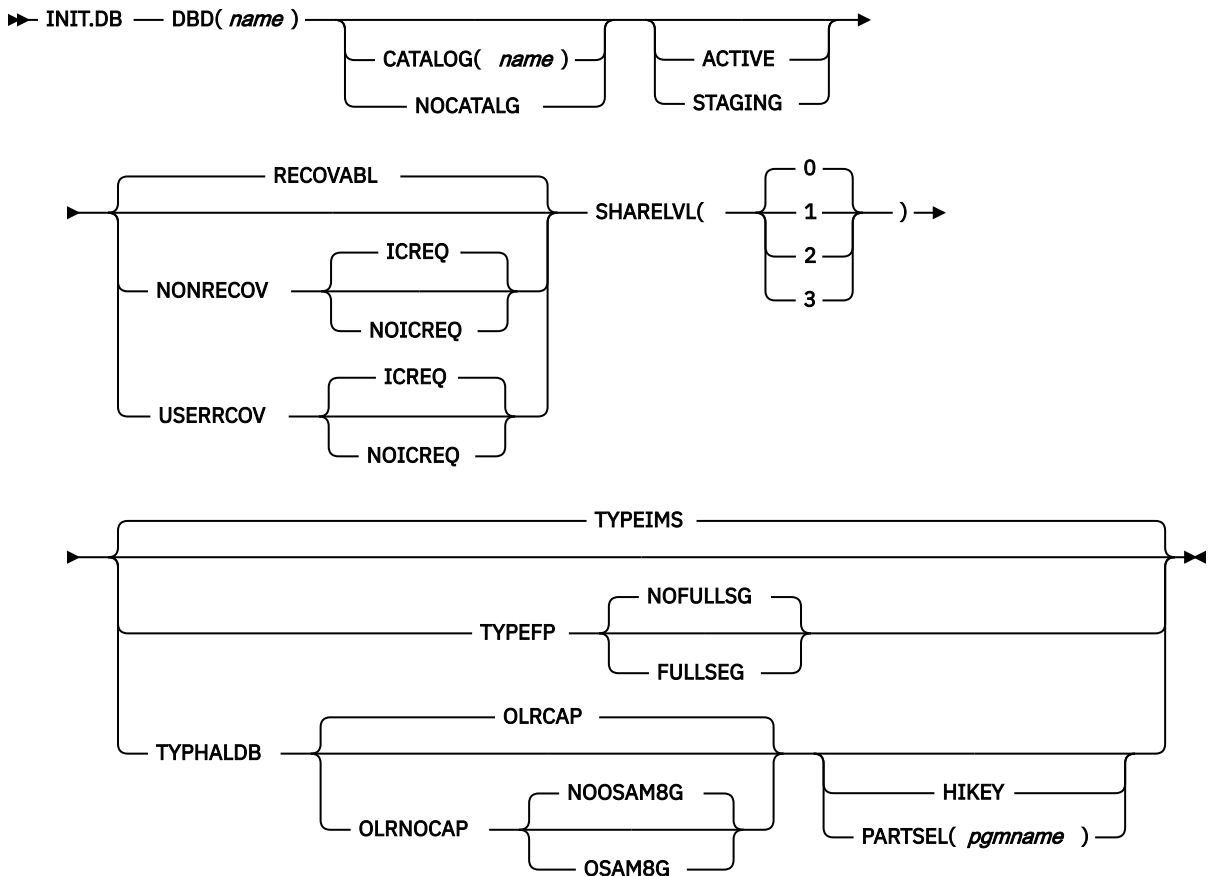 INIT.DB DBD( name )
CATALOG( name ) ACTIVE
NOCATALG STAGING
RECOVABL 0
SHARELVL( 1 )
ICREQ 2
NONRECOV 3
NOICREQ
ICREQ
USERRCOV
NOICREQ
TYPEIMS
NOFULLSG
TYPEFP
FULLSEG
OLRCAP
TYPHALDB
NOOSAM8G HIKEY
OLRNOCAP PARTSEL( pgmname )
OSAM8G